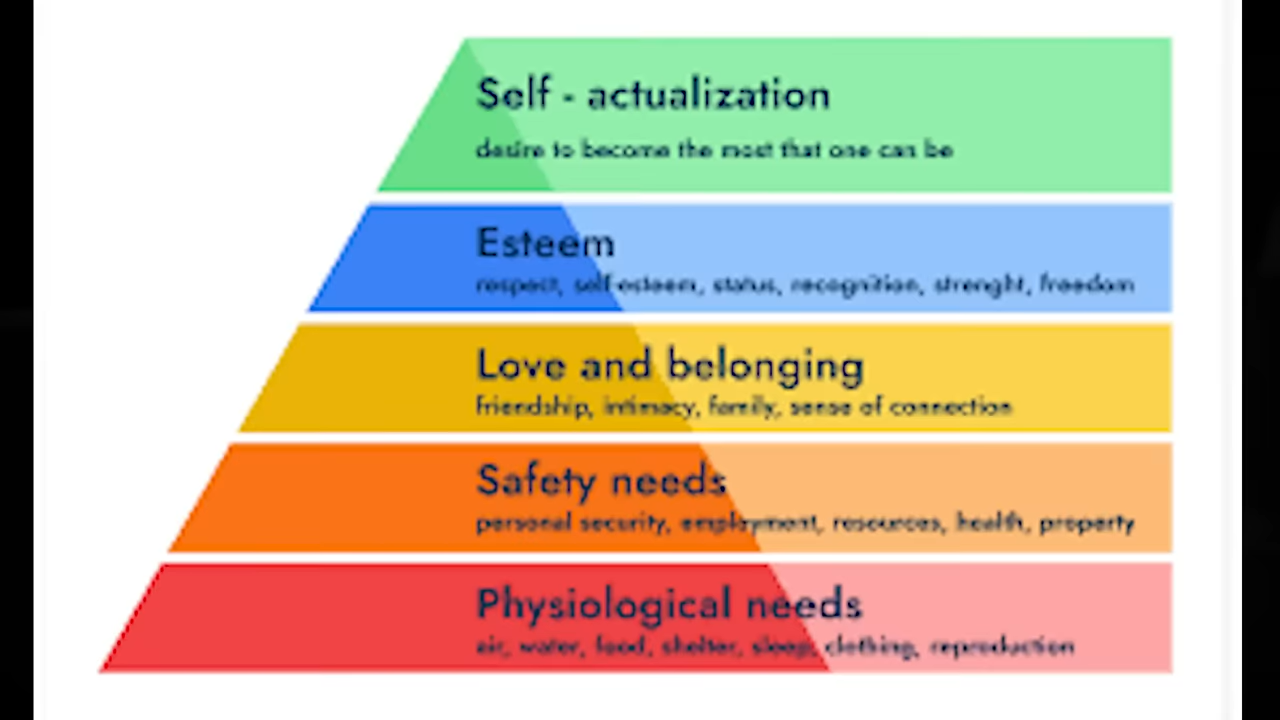 Self - actualization
desire to become the most that one can be
Esteem
respect, self-esteem, status, recognition, strenght, freedom
Love and belonging
friendship, intimacy, family, sense of connection
Safety needs
personal security, employment, resources, health, property
Physiological needs
air, water, food, shelter, sleep, clothing, reproduction